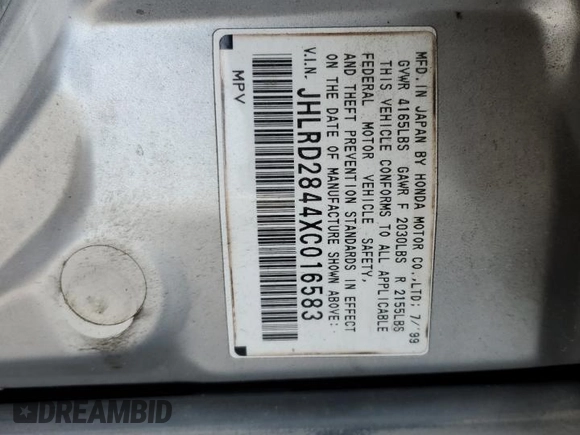 MFD. IN JAPAN BY HONDA MOTOR CO.,LTD; 7/'99
GVWR 4165LBS GAWR F 2030LBS R 2155LBS
THIS VEHICLE CONFORMS TO ALL APPLICABLE
FEDERAL MOTOR VEHICLE SAFETY,
AND THEFT PREVENTION STANDARDS IN EFFECT
ON THE DATE OF MANUFACTURE SHOWN ABOVE:
V.I.N. JHLRD2844XC016583
MPV
DREAMBID